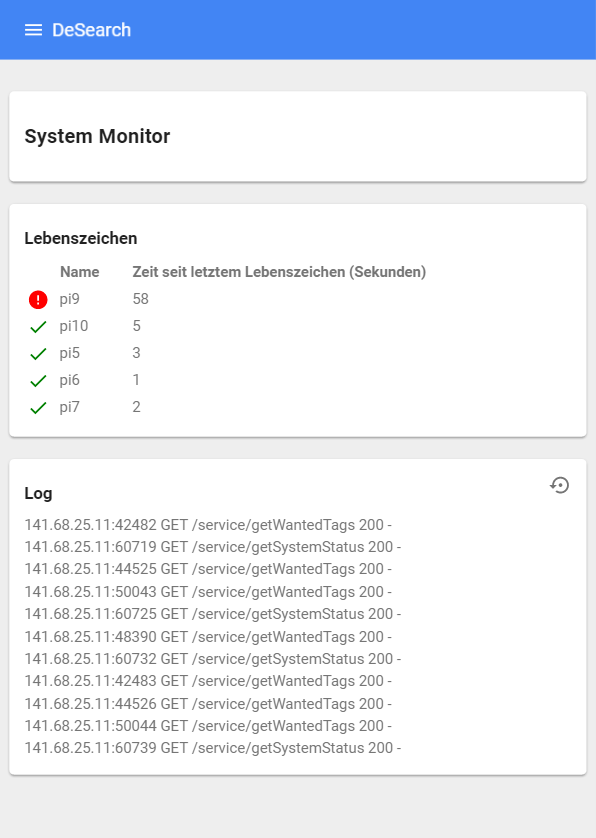 DeSearch
System Monitor
Lebenszeichen
Name Zeit seit letztem Lebenszeichen (Sekunden)
pi9 58
pi10 5
pi5 3
pi6 1
pi7 2
Log
141.68.25.11:42482 GET /service/getWantedTags 200 -
141.68.25.11:60719 GET /service/getSystemStatus 200 -
141.68.25.11:44525 GET /service/getWantedTags 200 -
141.68.25.11:50043 GET /service/getWantedTags 200 -
141.68.25.11:60725 GET /service/getSystemStatus 200 -
141.68.25.11:48390 GET /service/getWantedTags 200 -
141.68.25.11:60732 GET /service/getSystemStatus 200 -
141.68.25.11:42483 GET /service/getWantedTags 200 -
141.68.25.11:44526 GET /service/getWantedTags 200 -
141.68.25.11:50044 GET /service/getWantedTags 200 -
141.68.25.11:60739 GET /service/getSystemStatus 200 -